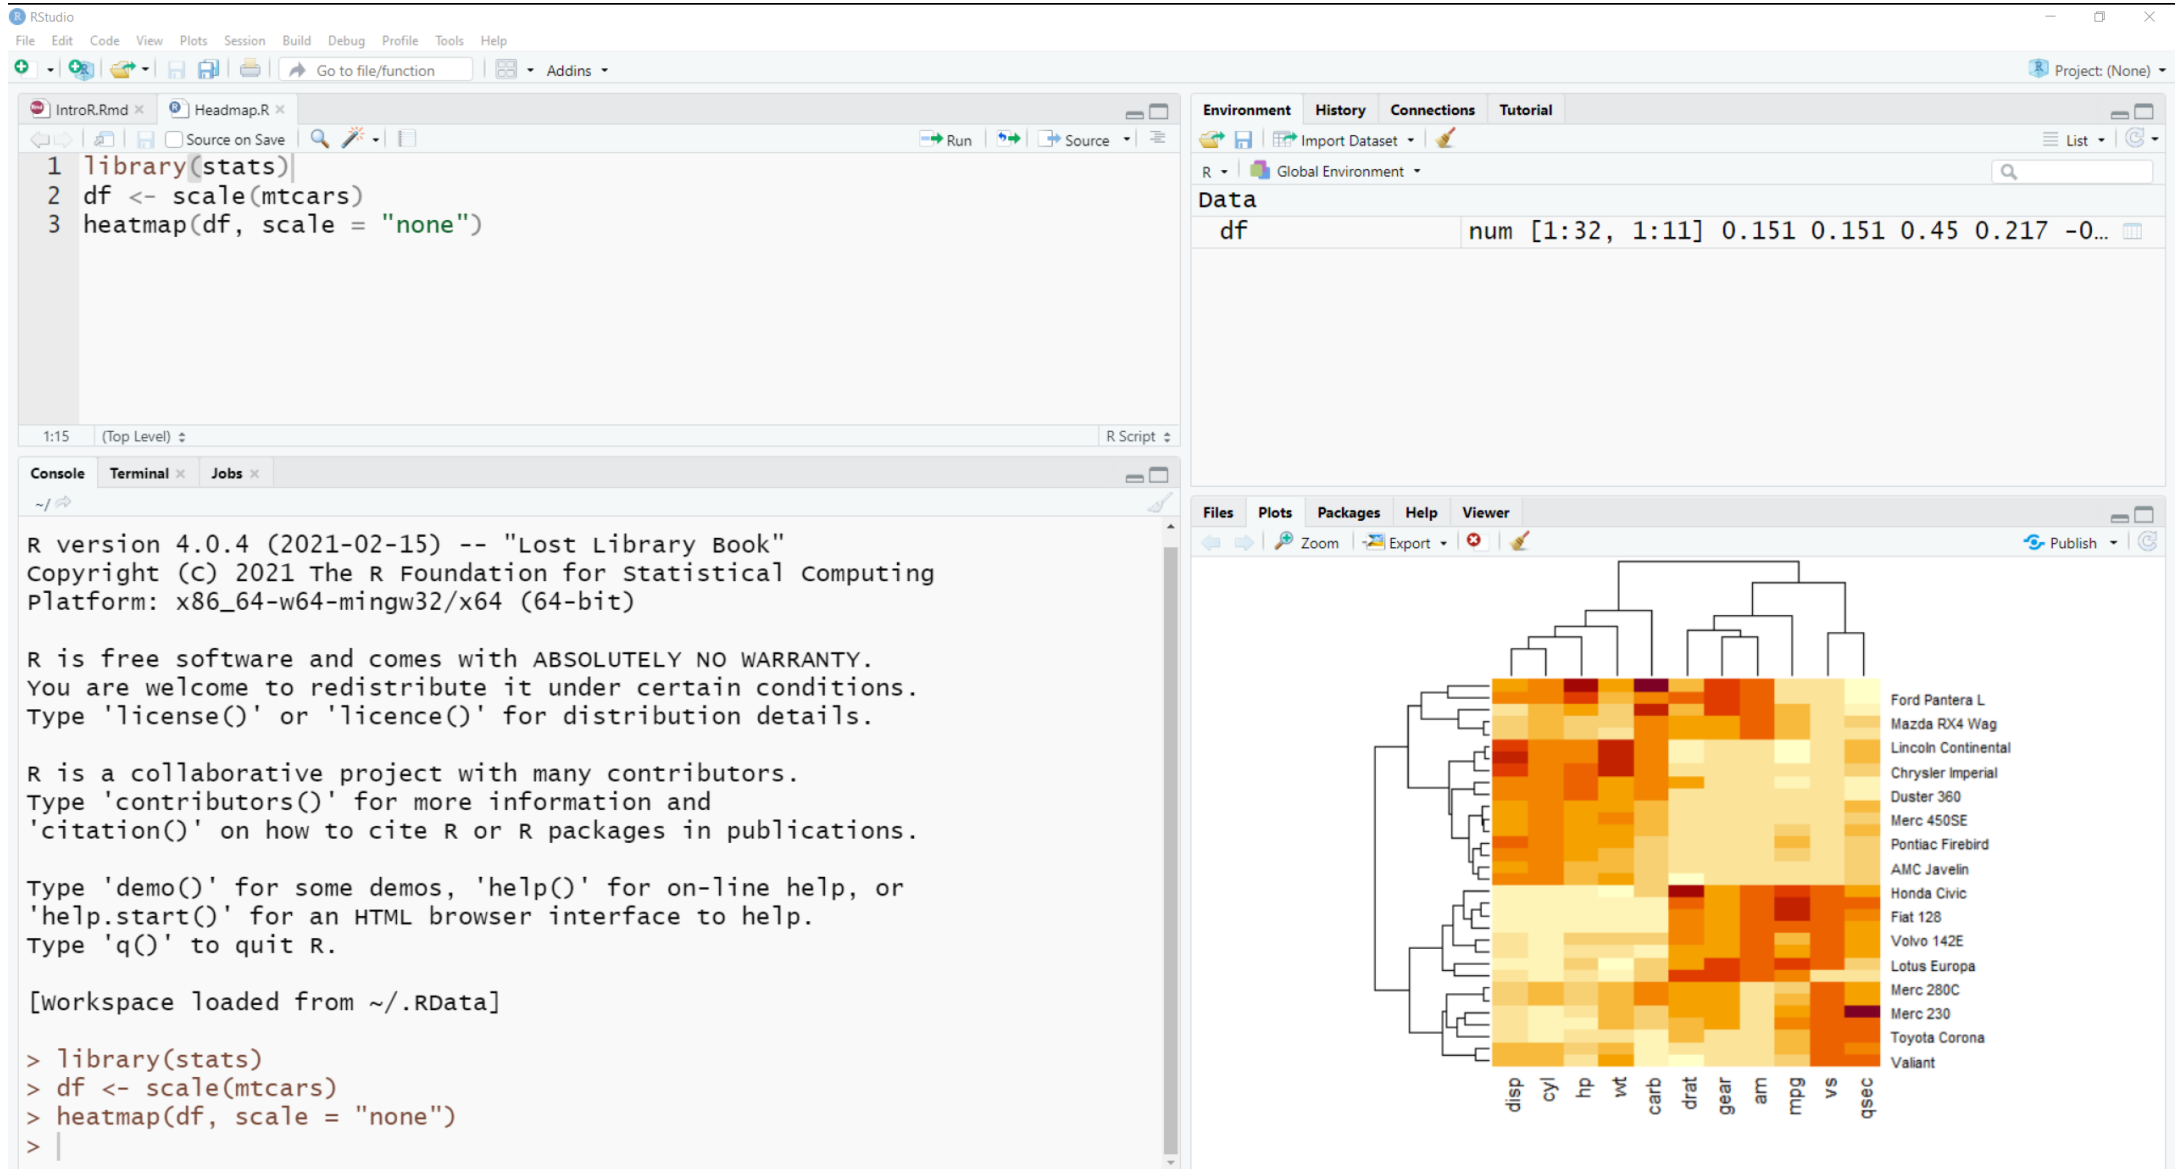 RStudio
File Edit Code View Plots Session Build Debug Profile Tools Help
Go to file/function Addins Project: (None)
IntroR.Rmd Headmap.R
Source on Save Run Source
1 library(stats)
2 df <- scale(mtcars)
3 heatmap(df, scale = "none")
1:15 (Top Level) R Script
Console Terminal Jobs
~/
R version 4.0.4 (2021-02-15) -- "Lost Library Book"
Copyright (C) 2021 The R Foundation for Statistical Computing
Platform: x86_64-w64-mingw32/x64 (64-bit)
R is free software and comes with ABSOLUTELY NO WARRANTY.
You are welcome to redistribute it under certain conditions.
Type 'license()' or 'licence()' for distribution details.
R is a collaborative project with many contributors.
Type 'contributors()' for more information and
'citation()' on how to cite R or R packages in publications.
Type 'demo()' for some demos, 'help()' for on-line help, or
'help.start()' for an HTML browser interface to help.
Type 'q()' to quit R.
[Workspace loaded from ~/.RData]
> library(stats)
> df <- scale(mtcars)
> heatmap(df, scale = "none")
>
Environment History Connections Tutorial
Import Dataset List
R Global Environment
Data
df num [1:32, 1:11] 0.151 0.151 0.45 0.217 -0…
Files Plots Packages Help Viewer
Zoom Export Publish
Ford Pantera L
Mazda RX4 Wag
Lincoln Continental
Chrysler Imperial
Duster 360
Merc 450SE
Pontiac Firebird
AMC Javelin
Honda Civic
Fiat 128
Volvo 142E
Lotus Europa
Merc 280C
Merc 230
Toyota Corona
Valiant
disp cyl hp wt carb drat gear am mpg vs qsec